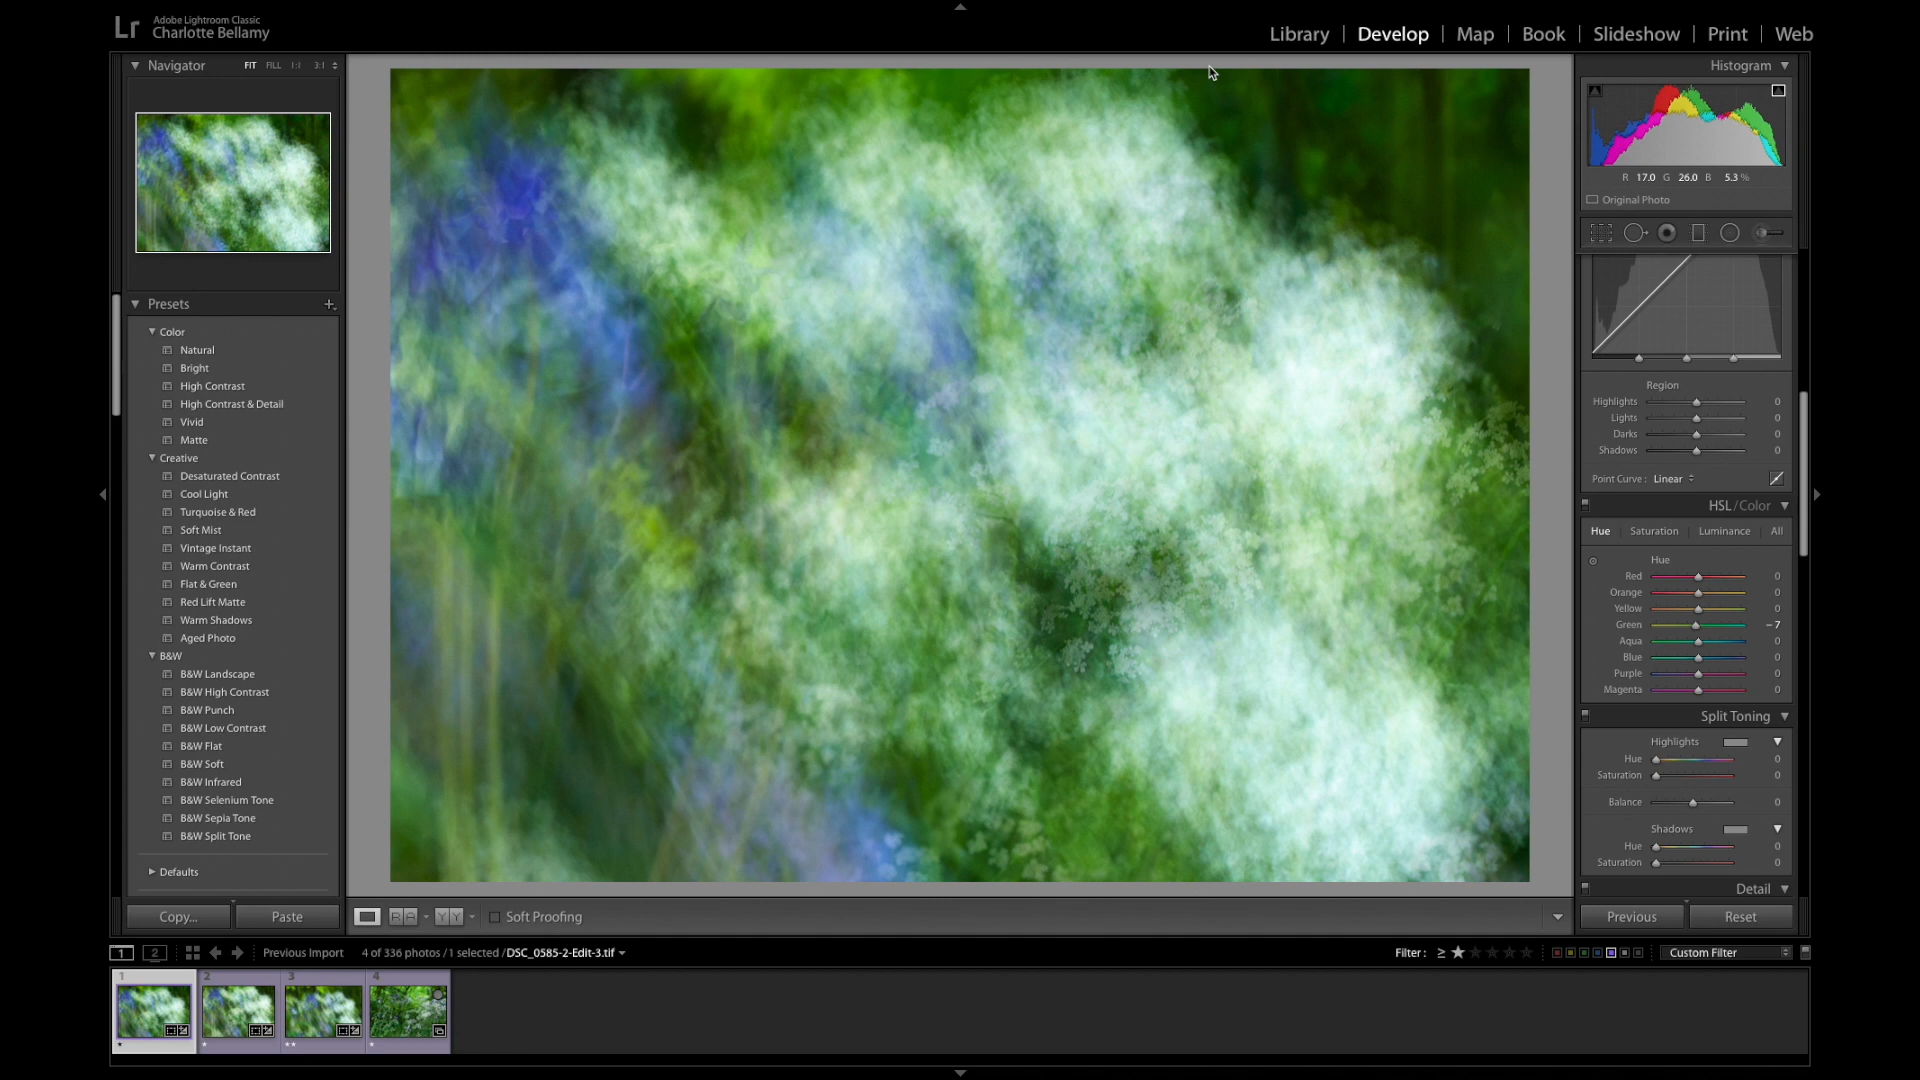 Lr
Adobe Lightroom Classic
Charlotte Bellamy
Library | Develop | Map | Book | Slideshow | Print | Web
Navigator FIT FILL 1:1 3:1
Histogram
R 17.0 G 26.0 B 5.3 %
Original Photo
Presets
Color
Natural
Bright
High Contrast
High Contrast & Detail
Vivid
Matte
Creative
Desaturated Contrast
Cool Light
Turquoise & Red
Soft Mist
Vintage Instant
Warm Contrast
Flat & Green
Red Lift Matte
Warm Shadows
Aged Photo
B&W
B&W Landscape
B&W High Contrast
B&W Punch
B&W Low Contrast
B&W Flat
B&W Soft
B&W Infrared
B&W Selenium Tone
B&W Sepia Tone
B&W Split Tone
Defaults
Copy... Paste
Region
Highlights 0
Lights 0
Darks 0
Shadows 0
Point Curve : Linear
HSL / Color
Hue Saturation Luminance All
Hue
Red 0
Orange 0
Yellow 0
Green - 7
Aqua 0
Blue 0
Purple 0
Magenta 0
Split Toning
Highlights
Hue 0
Saturation 0
Balance 0
Shadows
Hue 0
Saturation 0
Detail
R A Y Y Soft Proofing
Previous Reset
1 2 Previous Import 4 of 336 photos / 1 selected / DSC_0585-2-Edit-3.tif
Filter : ≥ Custom Filter
1 2 3 4